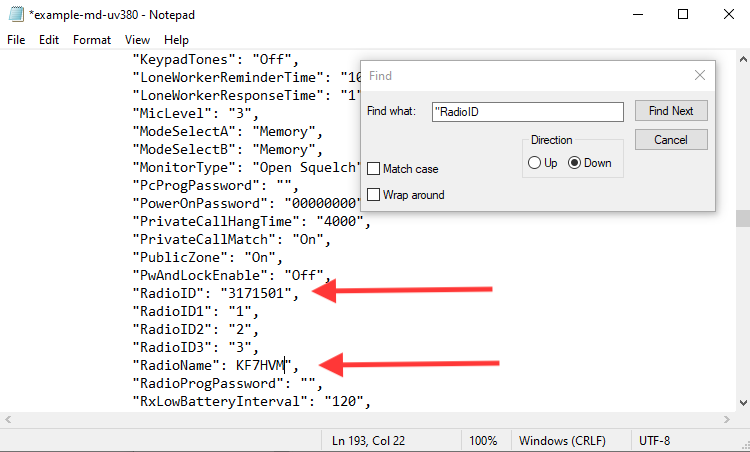 *example-md-uv380 - Notepad
File Edit Format View Help
"KeypadTones": "Off",
"LoneWorkerReminderTime": "10
"LoneWorkerResponseTime": "1"
"MicLevel": "3",
"ModeSelectA": "Memory",
"ModeSelectB": "Memory",
"MonitorType": "Open Squelch",
"PcProgPassword": "",
"PowerOnPassword": "00000000"
"PrivateCallHangTime": "4000",
"PrivateCallMatch": "On",
"PublicZone": "On",
"PwAndLockEnable": "Off",
"RadioID": "3171501",
"RadioID1": "1",
"RadioID2": "2",
"RadioID3": "3",
"RadioName": KF7HVM",
"RadioProgPassword": "",
"RxLowBatteryInterval": "120",
Find
Find what: "RadioID
Find Next
Direction
Cancel
Up Down
Match case
Wrap around
Ln 193, Col 22 100% Windows (CRLF) UTF-8